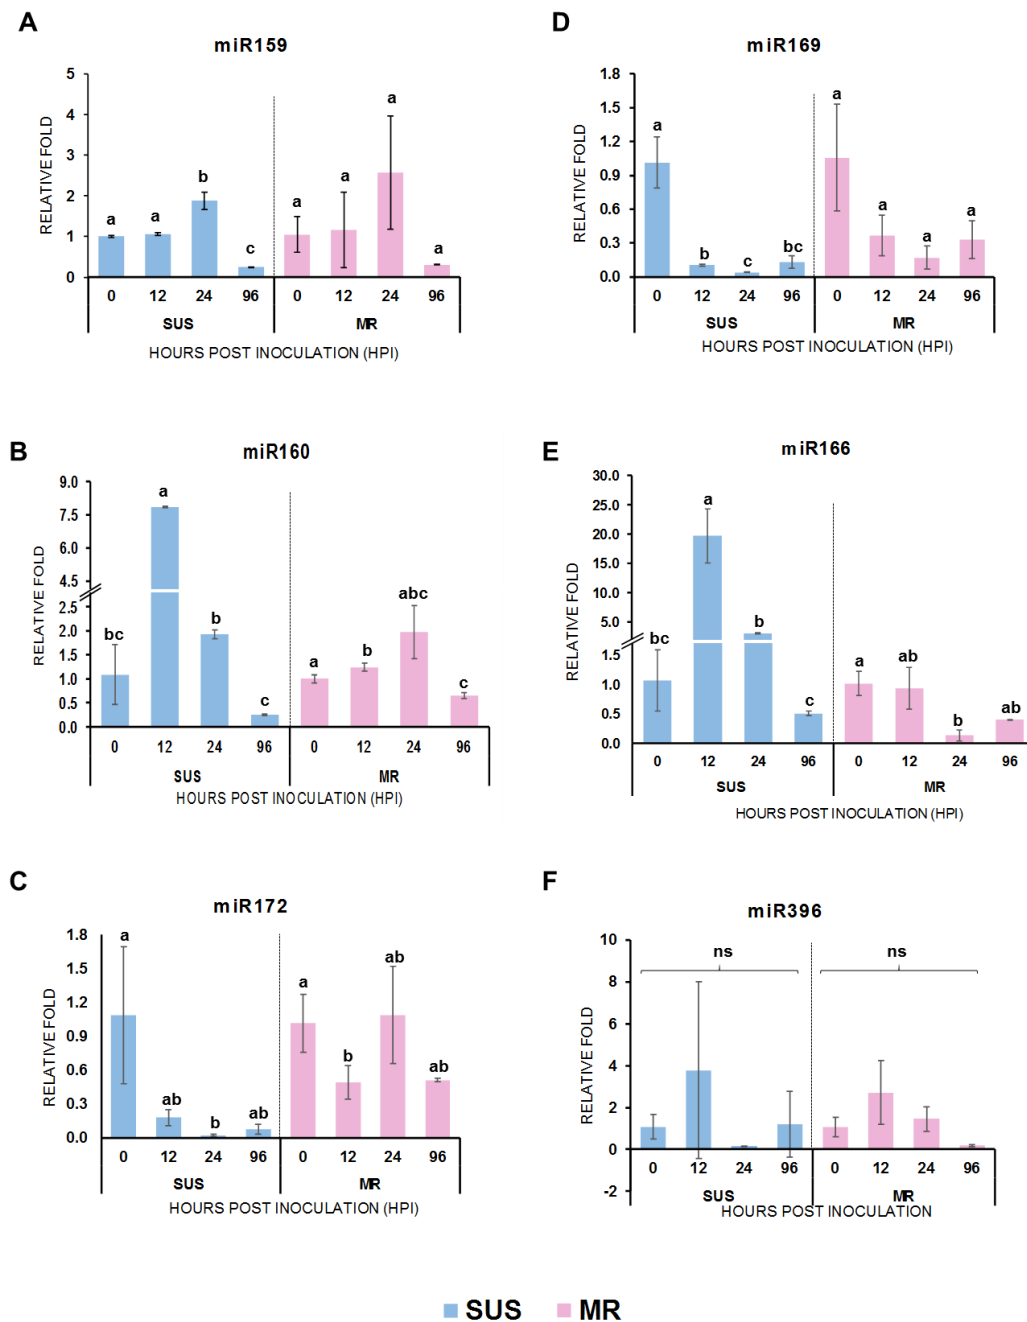 A
miR159
RELATIVE FOLD
5
4
3
2
1
0
a
a
b
c
a
a
a
a
0 12 24 96 0 12 24 96
SUS MR
HOURS POST INOCULATION (HPI)
D
miR169
RELATIVE FOLD
1.8
1.5
1.2
0.9
0.6
0.3
0.0
a
b
c
bc
a
a
a
a
0 12 24 96 0 12 24 96
SUS MR
HOURS POST INOCULATION (HPI)
B
miR160
RELATIVE FOLD
9.0
7.5
6.0
4.5
2.5
2.0
1.5
1.0
0.5
0.0
bc
a
b
c
a
b
abc
c
0 12 24 96 0 12 24 96
SUS MR
HOURS POST INOCULATION (HPI)
E
miR166
RELATIVE FOLD
30.0
25.0
20.0
15.0
10.0
5.0
1.5
1.0
0.5
0.0
bc
a
b
c
a
ab
b
ab
0 12 24 96 0 12 24 96
SUS MR
HOURS POST INOCULATION (HPI)
C
miR172
RELATIVE FOLD
1.8
1.5
1.2
0.9
0.6
0.3
0.0
a
ab
b
ab
a
b
ab
ab
0 12 24 96 0 12 24 96
SUS MR
HOURS POST INOCULATION (HPI)
F
miR396
RELATIVE FOLD
10
8
6
4
2
0
-2
ns
ns
0 12 24 96 0 12 24 96
SUS MR
HOURS POST INOCULATION
SUS MR